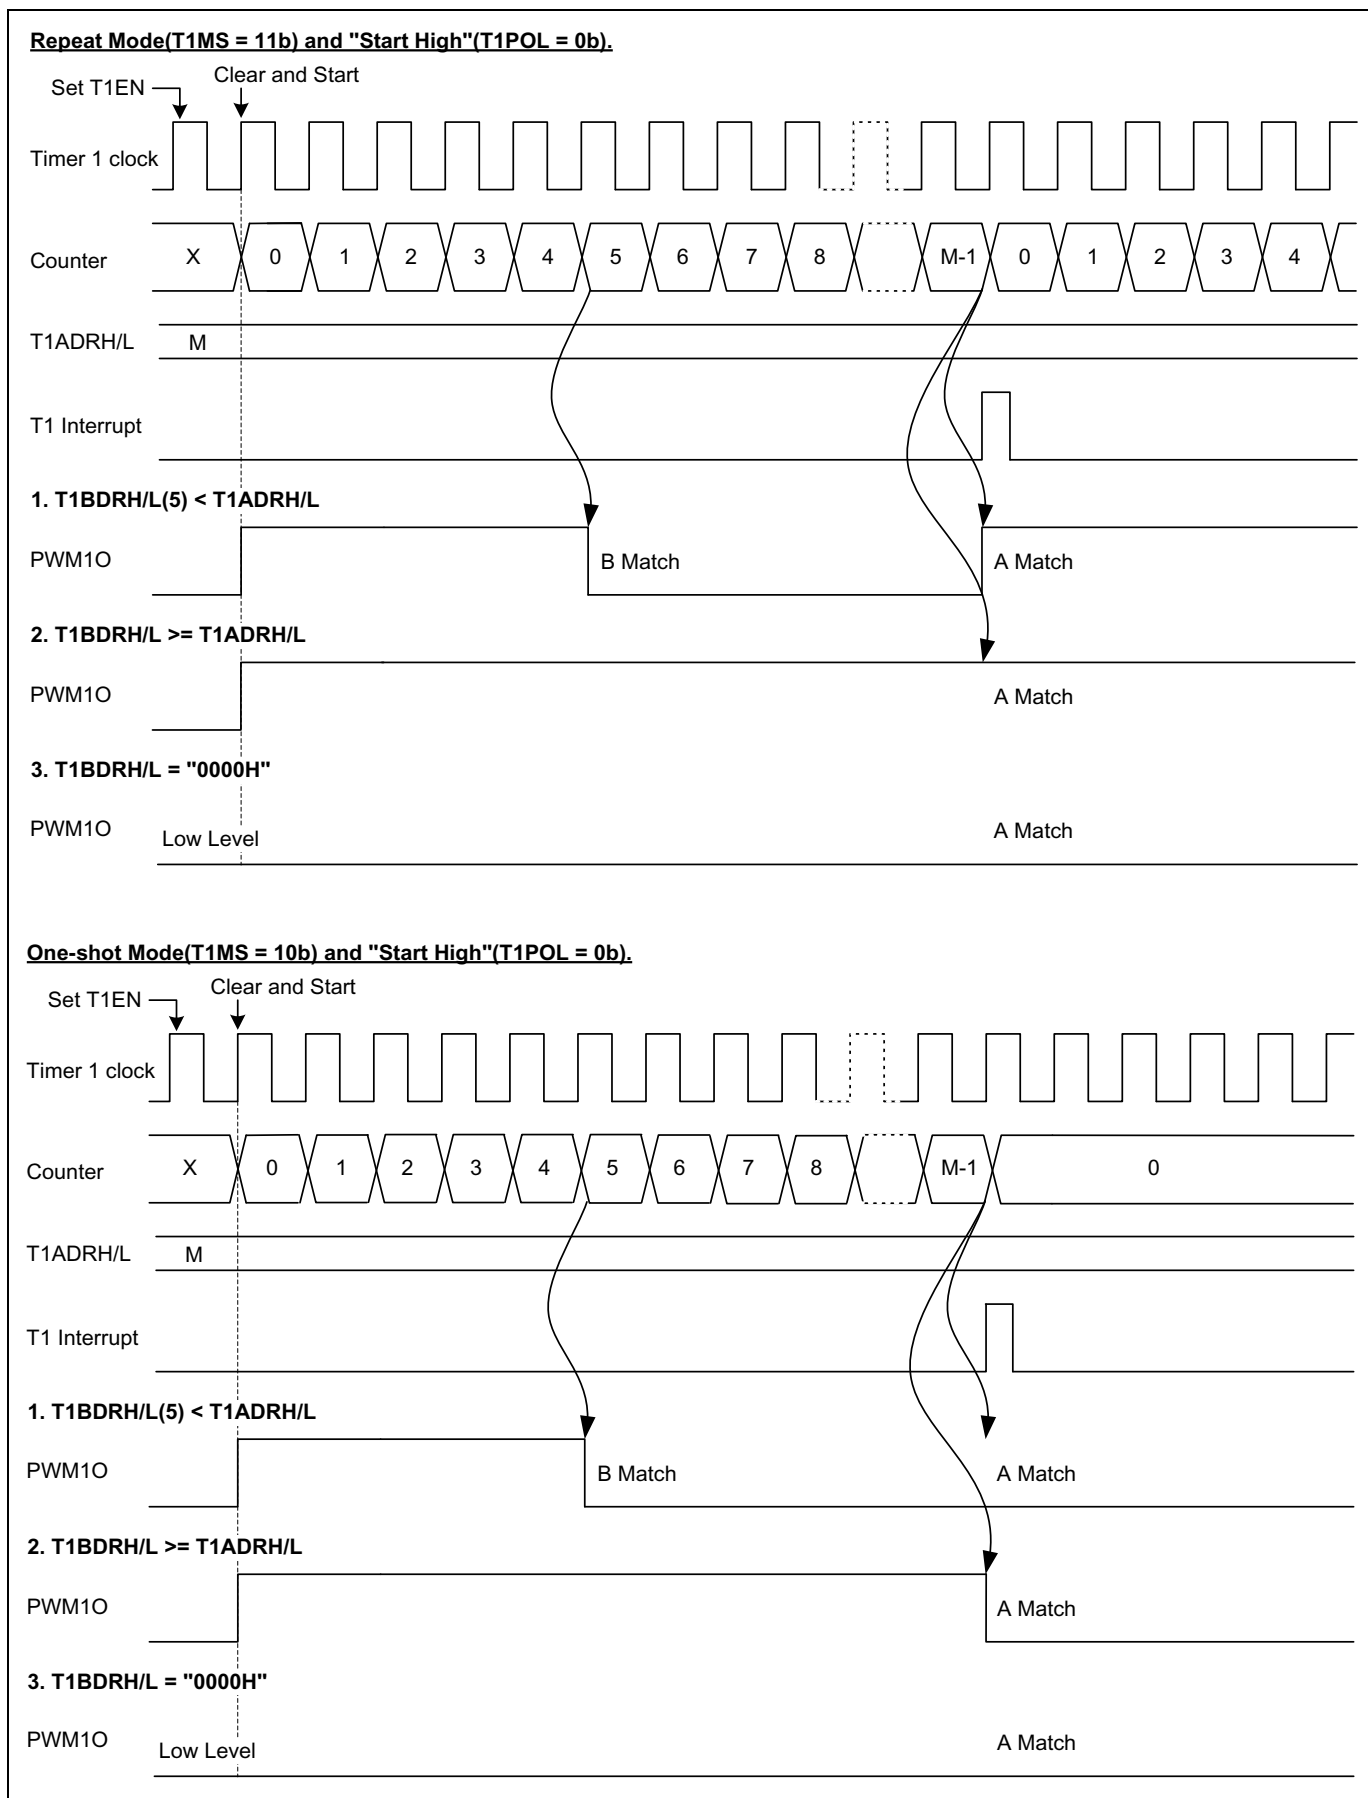 Repeat Mode(T1MS = 11b) and "Start High"(T1POL = 0b).
Set T1EN
Clear and Start
Timer 1 clock
Counter X 0 1 2 3 4 5 6 7 8 M-1 0 1 2 3 4
T1ADRH/L M
T1 Interrupt
1. T1BDRH/L(5) < T1ADRH/L
PWM1O B Match A Match
2. T1BDRH/L >= T1ADRH/L
PWM1O A Match
3. T1BDRH/L = "0000H"
PWM1O Low Level A Match
One-shot Mode(T1MS = 10b) and "Start High"(T1POL = 0b).
Set T1EN
Clear and Start
Timer 1 clock
Counter X 0 1 2 3 4 5 6 7 8 M-1 0
T1ADRH/L M
T1 Interrupt
1. T1BDRH/L(5) < T1ADRH/L
PWM1O B Match A Match
2. T1BDRH/L >= T1ADRH/L
PWM1O A Match
3. T1BDRH/L = "0000H"
PWM1O Low Level A Match